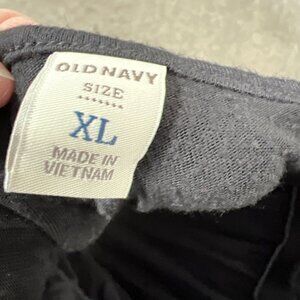 OLD NAVY
SIZE
XL
MADE IN
VIETNAM